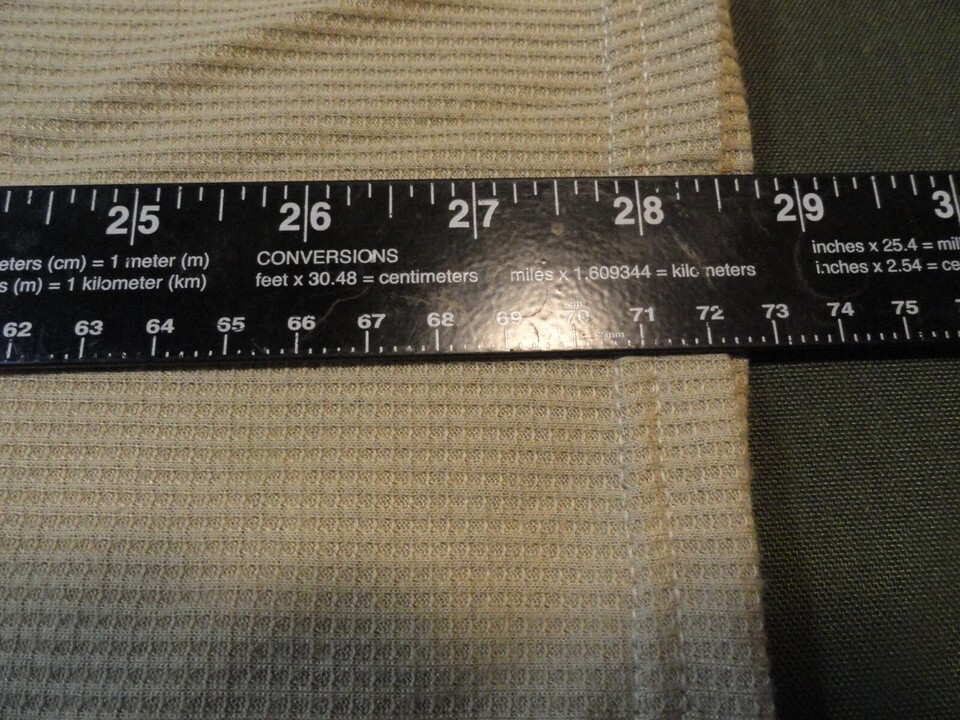 25 26 27 28 29 3
CONVERSIONS
eters (cm) = 1 meter (m) feet x 30.48 = centimeters miles x 1.609344 = kilometers inches x 25.4 = mil
s (m) = 1 kilometer (km) inches x 2.54 = ce
cm
62 63 64 65 66 67 68 69 70 71 72 73 74 75
mm